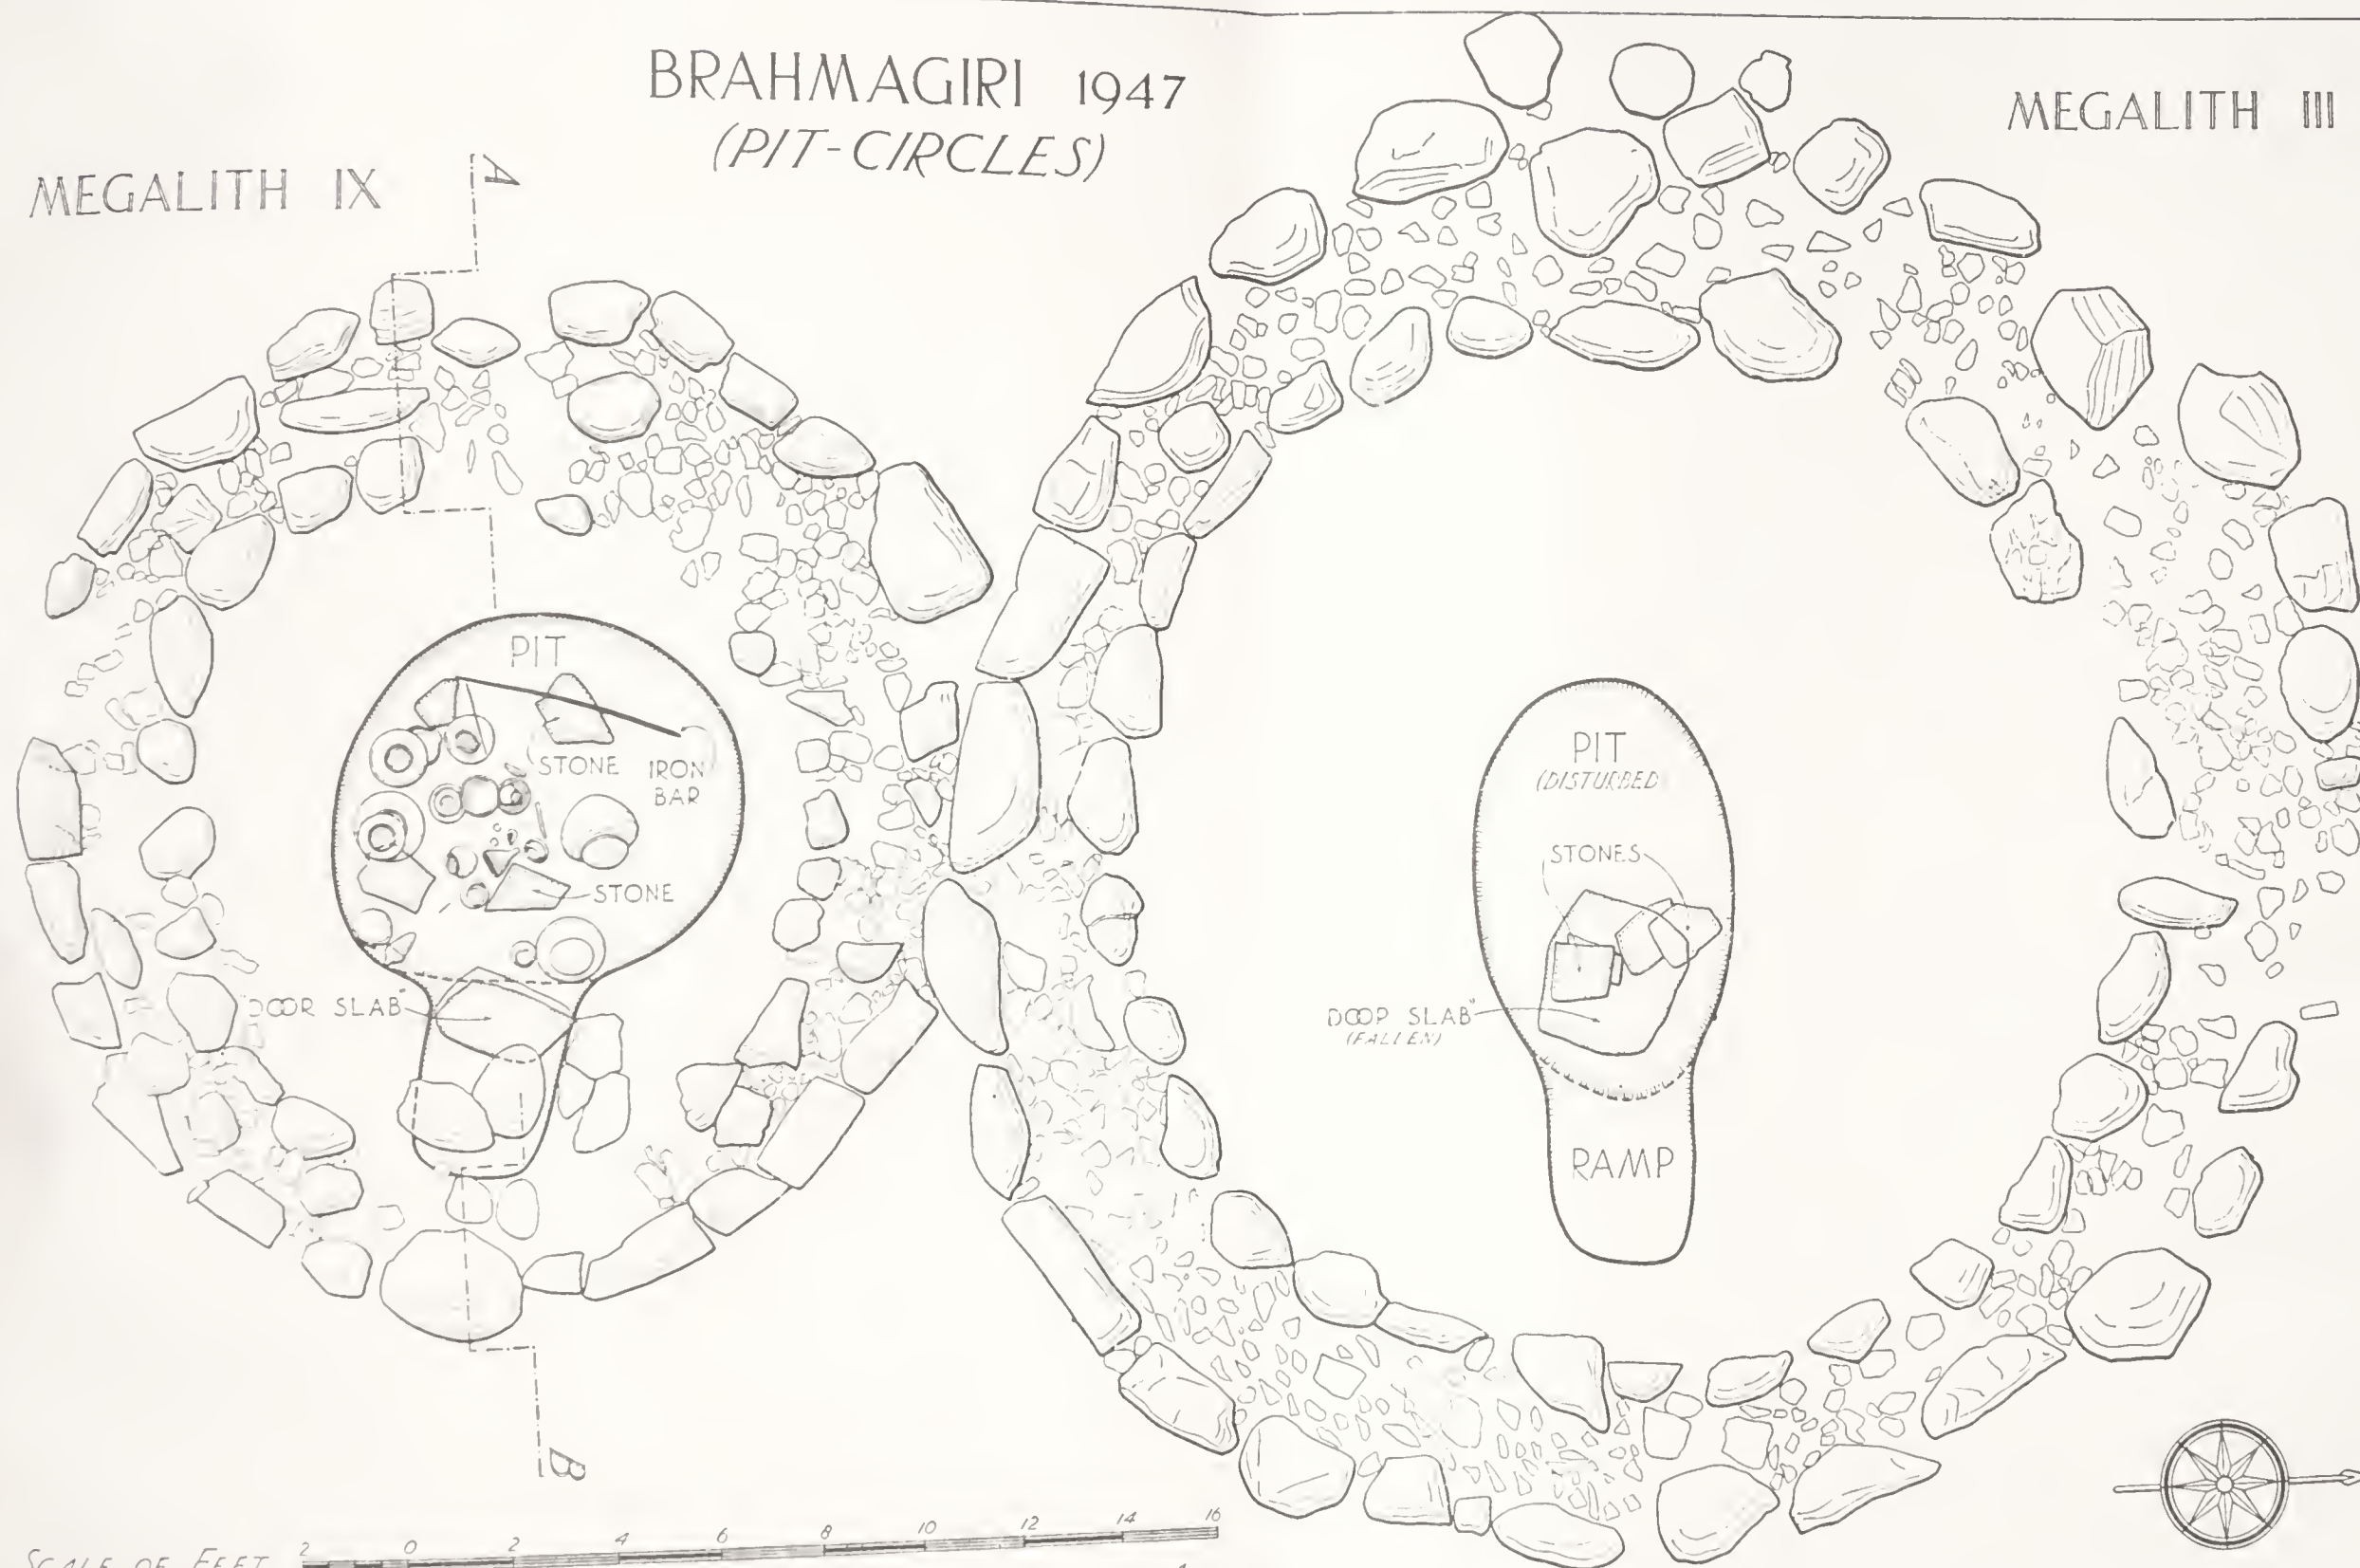 BRAHMAGIRI 1947
(PIT-CIRCLES)
MEGALITH IX
MEGALITH III
A
PIT
STONE
IRON
BAR
STONE
DOOR SLAB"
B
PIT
(DISTURBED)
STONES
"DOOR SLAB"
(FALLEN)
RAMP
SCALE OF FEET
2 0 2 4 6 8 10 12 14 16